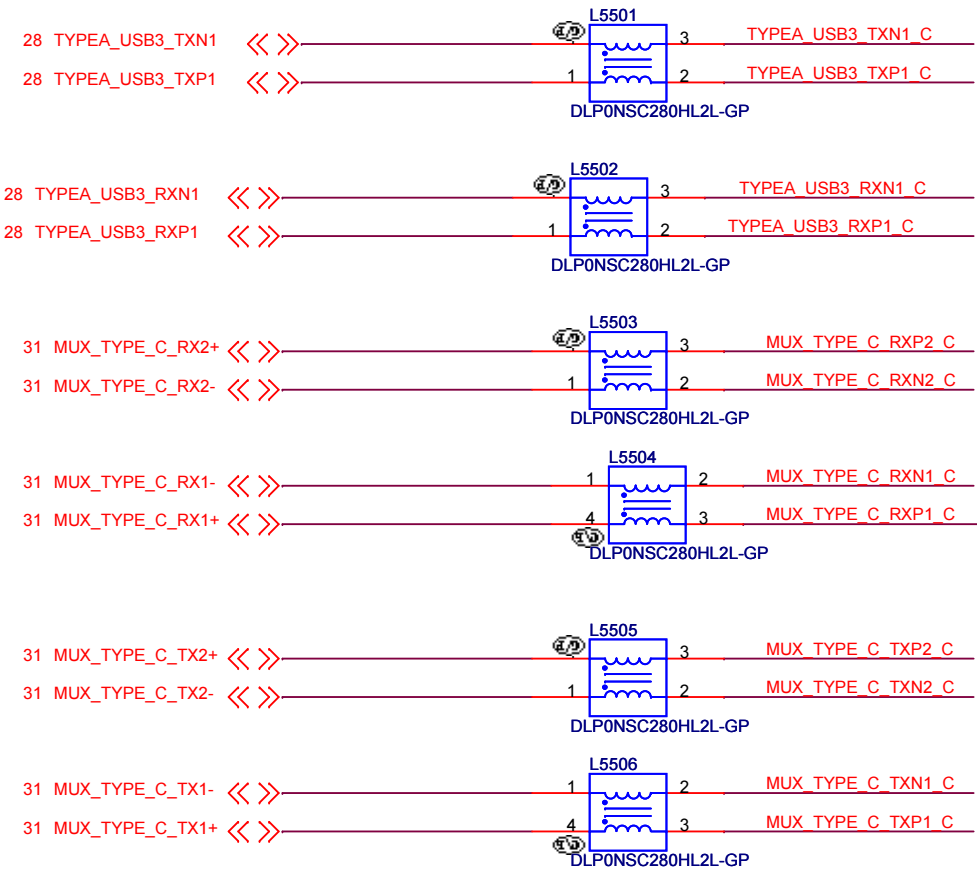 L5501
28 TYPEA_USB3_TXN1 3 TYPEA_USB3_TXN1_C
28 TYPEA_USB3_TXP1 1 2 TYPEA_USB3_TXP1_C
DLP0NSC280HL2L-GP
L5502
28 TYPEA_USB3_RXN1 3 TYPEA_USB3_RXN1_C
28 TYPEA_USB3_RXP1 1 2 TYPEA_USB3_RXP1_C
DLP0NSC280HL2L-GP
L5503
31 MUX_TYPE_C_RX2+ 3 MUX_TYPE_C_RXP2_C
31 MUX_TYPE_C_RX2- 1 2 MUX_TYPE_C_RXN2_C
DLP0NSC280HL2L-GP
L5504
31 MUX_TYPE_C_RX1- 1 2 MUX_TYPE_C_RXN1_C
31 MUX_TYPE_C_RX1+ 4 3 MUX_TYPE_C_RXP1_C
DLP0NSC280HL2L-GP
L5505
31 MUX_TYPE_C_TX2+ 3 MUX_TYPE_C_TXP2_C
31 MUX_TYPE_C_TX2- 1 2 MUX_TYPE_C_TXN2_C
DLP0NSC280HL2L-GP
L5506
31 MUX_TYPE_C_TX1- 1 2 MUX_TYPE_C_TXN1_C
31 MUX_TYPE_C_TX1+ 4 3 MUX_TYPE_C_TXP1_C
DLP0NSC280HL2L-GP